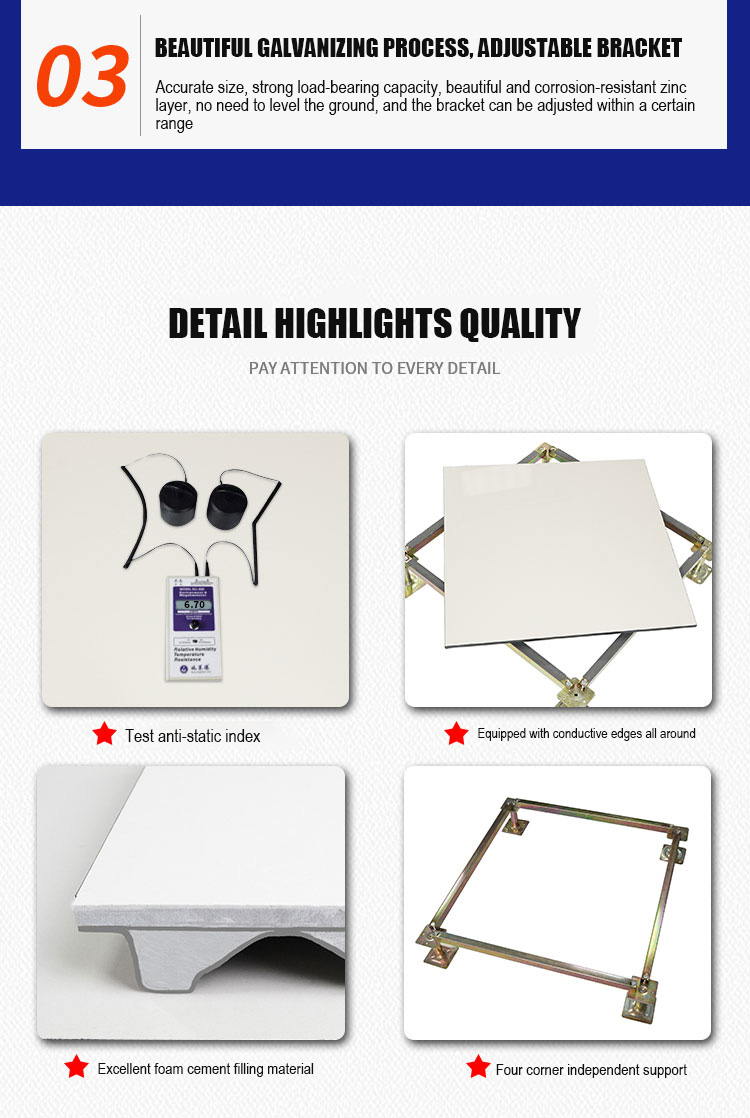 03
BEAUTIFUL GALVANIZING PROCESS, ADJUSTABLE BRACKET
Accurate size, strong load-bearing capacity, beautiful and corrosion-resistant zinc
layer, no need to level the ground, and the bracket can be adjusted within a certain
range
DETAIL HIGHLIGHTS QUALITY
PAY ATTENTION TO EVERY DETAIL
6.70
Relative Humidity
Temperature
Resistance
Test anti-static index
Equipped with conductive edges all around
Excellent foam cement filling material
Four corner independent support